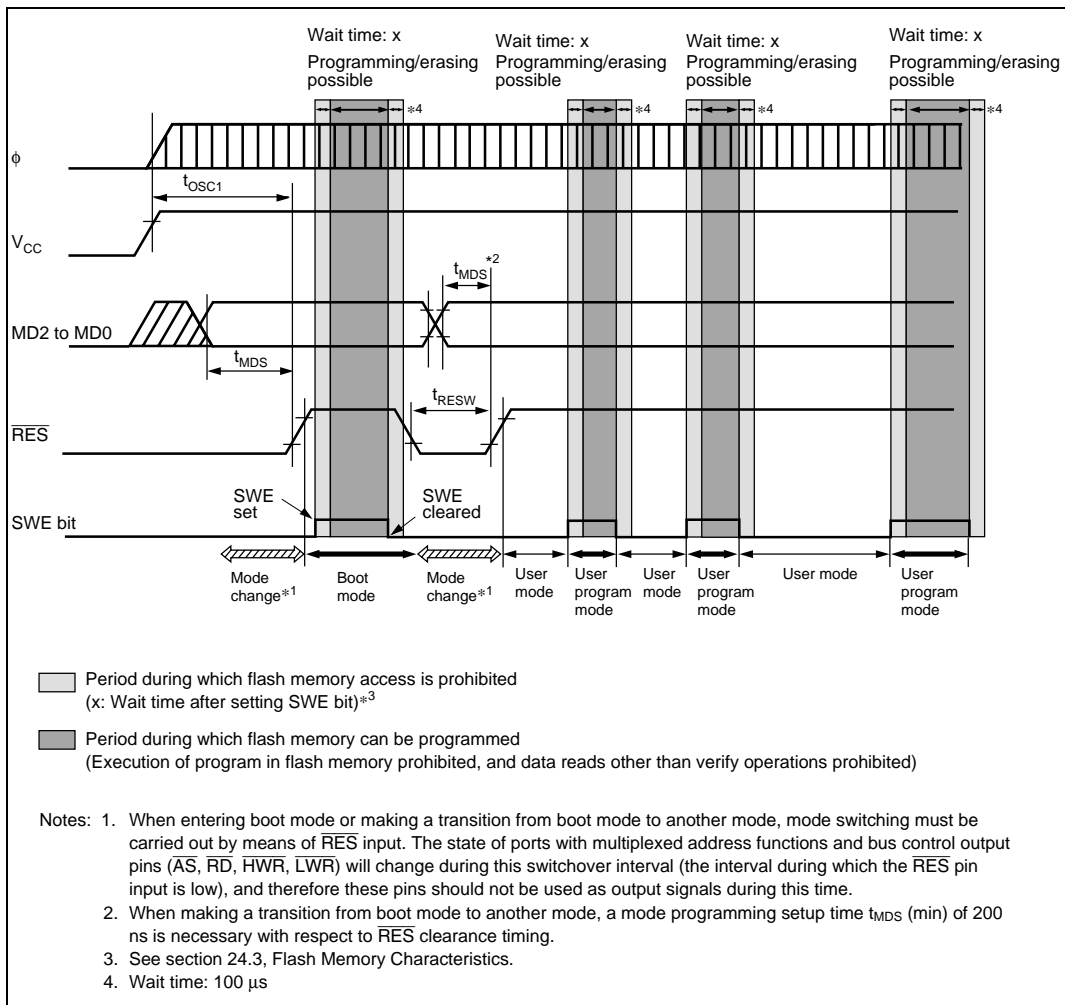 Wait time: x
Programming/erasing
possible
Wait time: x
Programming/erasing
possible
Wait time: x
Programming/erasing
possible
Wait time: x
Programming/erasing
possible
*4
*4
*4
*4
ϕ
tOSC1
VCC
tMDS*2
MD2 to MD0
tMDS
tRESW
RES
SWE
set
SWE
cleared
SWE bit
Mode
change*1
Boot
mode
Mode
change*1
User
mode
User
program
mode
User
mode
User
program
mode
User mode
User
program
mode
Period during which flash memory access is prohibited
(x: Wait time after setting SWE bit)*3
Period during which flash memory can be programmed
(Execution of program in flash memory prohibited, and data reads other than verify operations prohibited)
Notes: 1. When entering boot mode or making a transition from boot mode to another mode, mode switching must be
carried out by means of RES input. The state of ports with multiplexed address functions and bus control output
pins (AS, RD, HWR, LWR) will change during this switchover interval (the interval during which the RES pin
input is low), and therefore these pins should not be used as output signals during this time.
2. When making a transition from boot mode to another mode, a mode programming setup time tMDS (min) of 200
ns is necessary with respect to RES clearance timing.
3. See section 24.3, Flash Memory Characteristics.
4. Wait time: 100 μs